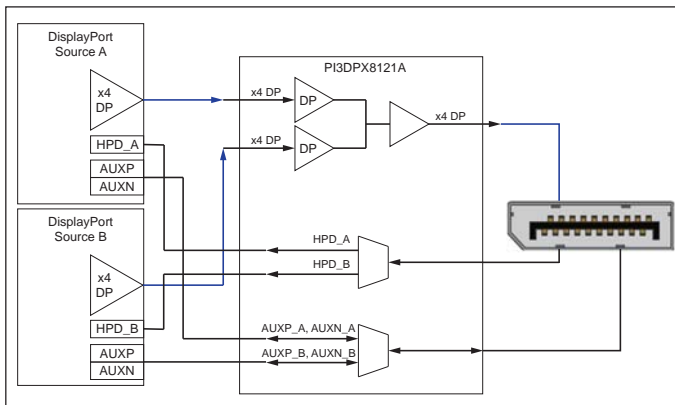 DisplayPort
Source A
x4
DP
HPD_A
AUXP
AUXN
DisplayPort
Source B
x4
DP
HPD_B
AUXP
AUXN
PI3DPX8121A
x4 DP
DP
x4 DP
x4 DP
DP
HPD_A
HPD_B
AUXP_A, AUXN_A
AUXP_B, AUXN_B